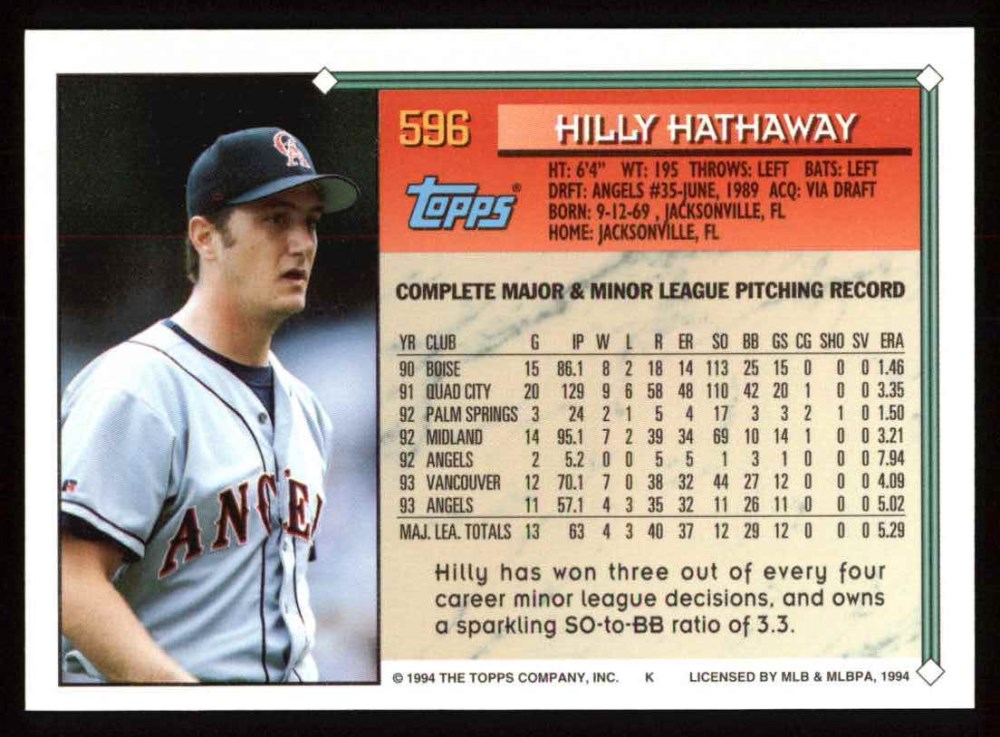 596 HILLY HATHAWAY
HT: 6'4" WT: 195 THROWS: LEFT BATS: LEFT
Topps® DRFT: ANGELS #35-JUNE, 1989 ACQ: VIA DRAFT
BORN: 9-12-69 , JACKSONVILLE, FL
HOME: JACKSONVILLE, FL
CA
ANGEL
COMPLETE MAJOR & MINOR LEAGUE PITCHING RECORD
YR CLUB G IP W L R ER SO BB GS CG SHO SV ERA
90 BOISE 15 86.1 8 2 18 14 113 25 15 0 0 0 1.46
91 QUAD CITY 20 129 9 6 58 48 110 42 20 1 0 0 3.35
92 PALM SPRINGS 3 24 2 1 5 4 17 3 3 2 1 0 1.50
92 MIDLAND 14 95.1 7 2 39 34 69 10 14 1 0 0 3.21
92 ANGELS 2 5.2 0 0 5 5 1 3 1 0 0 0 7.94
93 VANCOUVER 12 70.1 7 0 38 32 44 27 12 0 0 0 4.09
93 ANGELS 11 57.1 4 3 35 32 11 26 11 0 0 0 5.02
MAJ. LEA. TOTALS 13 63 4 3 40 37 12 29 12 0 0 0 5.29
Hilly has won three out of every four
career minor league decisions, and owns
a sparkling SO-to-BB ratio of 3.3.
© 1994 THE TOPPS COMPANY, INC. K LICENSED BY MLB & MLBPA, 1994